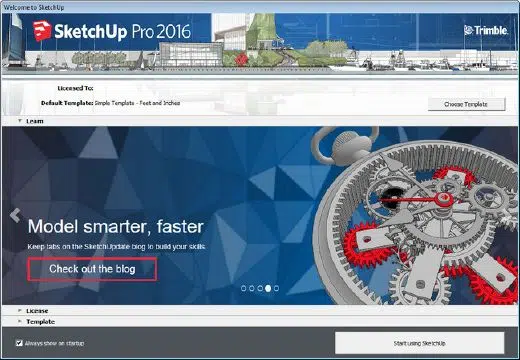 Welcome to SketchUp
SketchUp Pro 2016
Trimble.
Licensed To:
Default Template: Simple Template - Feet and Inches
Choose Template
Learn
Model smarter, faster
Keep tabs on the SketchUpdate blog to build your skills.
Check out the blog
License
Template
Always show on startup
Start using SketchUp